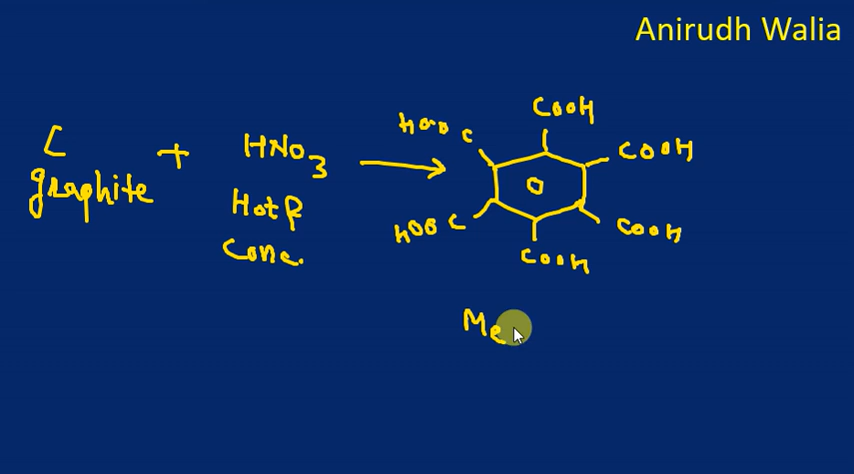 Anirudh Walia
C
graphite
+
HNO3
Hot &
Conc.
HOOC
COOH
COOH
HOOC
COOH
COOH
Me